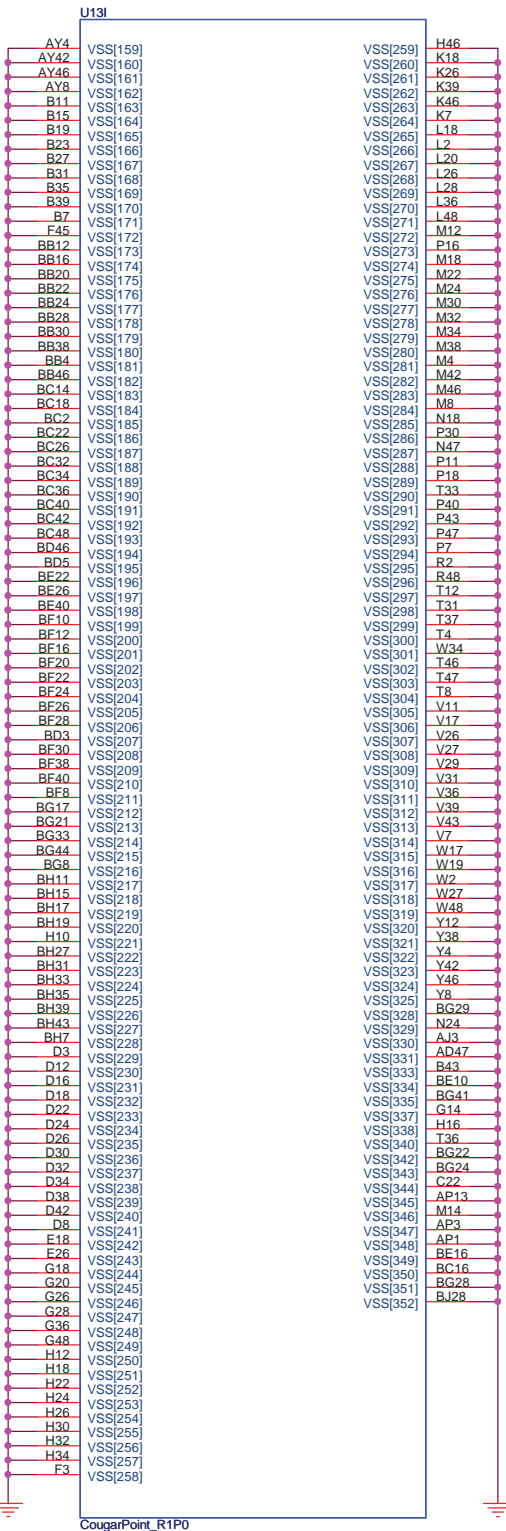 U13I
AY4 VSS[159]
AY42 VSS[160]
AY46 VSS[161]
AY8 VSS[162]
B11 VSS[163]
B15 VSS[164]
B19 VSS[165]
B23 VSS[166]
B27 VSS[167]
B31 VSS[168]
B35 VSS[169]
B39 VSS[170]
B7 VSS[171]
F45 VSS[172]
BB12 VSS[173]
BB16 VSS[174]
BB20 VSS[175]
BB22 VSS[176]
BB24 VSS[177]
BB28 VSS[178]
BB30 VSS[179]
BB38 VSS[180]
BB4 VSS[181]
BB46 VSS[182]
BC14 VSS[183]
BC18 VSS[184]
BC2 VSS[185]
BC22 VSS[186]
BC26 VSS[187]
BC32 VSS[188]
BC34 VSS[189]
BC36 VSS[190]
BC40 VSS[191]
BC42 VSS[192]
BC48 VSS[193]
BD46 VSS[194]
BD5 VSS[195]
BE22 VSS[196]
BE26 VSS[197]
BE40 VSS[198]
BF10 VSS[199]
BF12 VSS[200]
BF16 VSS[201]
BF20 VSS[202]
BF22 VSS[203]
BF24 VSS[204]
BF26 VSS[205]
BF28 VSS[206]
BD3 VSS[207]
BF30 VSS[208]
BF38 VSS[209]
BF40 VSS[210]
BF8 VSS[211]
BG17 VSS[212]
BG21 VSS[213]
BG33 VSS[214]
BG44 VSS[215]
BG8 VSS[216]
BH11 VSS[217]
BH15 VSS[218]
BH17 VSS[219]
BH19 VSS[220]
H10 VSS[221]
BH27 VSS[222]
BH31 VSS[223]
BH33 VSS[224]
BH35 VSS[225]
BH39 VSS[226]
BH43 VSS[227]
BH7 VSS[228]
D3 VSS[229]
D12 VSS[230]
D16 VSS[231]
D18 VSS[232]
D22 VSS[233]
D24 VSS[234]
D26 VSS[235]
D30 VSS[236]
D32 VSS[237]
D34 VSS[238]
D38 VSS[239]
D42 VSS[240]
D8 VSS[241]
E18 VSS[242]
E26 VSS[243]
G18 VSS[244]
G20 VSS[245]
G26 VSS[246]
G28 VSS[247]
G36 VSS[248]
G48 VSS[249]
H12 VSS[250]
H18 VSS[251]
H22 VSS[252]
H24 VSS[253]
H26 VSS[254]
H30 VSS[255]
H32 VSS[256]
H34 VSS[257]
F3 VSS[258]
VSS[259] H46
VSS[260] K18
VSS[261] K26
VSS[262] K39
VSS[263] K46
VSS[264] K7
VSS[265] L18
VSS[266] L2
VSS[267] L20
VSS[268] L26
VSS[269] L28
VSS[270] L36
VSS[271] L48
VSS[272] M12
VSS[273] P16
VSS[274] M18
VSS[275] M22
VSS[276] M24
VSS[277] M30
VSS[278] M32
VSS[279] M34
VSS[280] M38
VSS[281] M4
VSS[282] M42
VSS[283] M46
VSS[284] M8
VSS[285] N18
VSS[286] P30
VSS[287] N47
VSS[288] P11
VSS[289] P18
VSS[290] T33
VSS[291] P40
VSS[292] P43
VSS[293] P47
VSS[294] P7
VSS[295] R2
VSS[296] R48
VSS[297] T12
VSS[298] T31
VSS[299] T37
VSS[300] T4
VSS[301] W34
VSS[302] T46
VSS[303] T47
VSS[304] T8
VSS[305] V11
VSS[306] V17
VSS[307] V26
VSS[308] V27
VSS[309] V29
VSS[310] V31
VSS[311] V36
VSS[312] V39
VSS[313] V43
VSS[314] V7
VSS[315] W17
VSS[316] W19
VSS[317] W2
VSS[318] W27
VSS[319] W48
VSS[320] Y12
VSS[321] Y38
VSS[322] Y4
VSS[323] Y42
VSS[324] Y46
VSS[325] Y8
VSS[328] BG29
VSS[329] N24
VSS[330] AJ3
VSS[331] AD47
VSS[333] B43
VSS[334] BE10
VSS[335] BG41
VSS[337] G14
VSS[338] H16
VSS[340] T36
VSS[342] BG22
VSS[343] BG24
VSS[344] C22
VSS[345] AP13
VSS[346] M14
VSS[347] AP3
VSS[348] AP1
VSS[349] BE16
VSS[350] BC16
VSS[351] BG28
VSS[352] BJ28
CougarPoint_R1P0